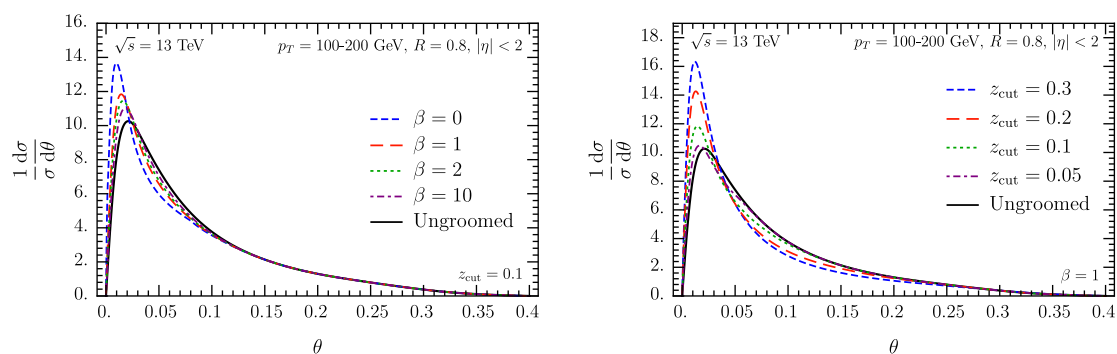 √s = 13 TeV
p_T = 100-200 GeV, R = 0.8, |η| < 2
16.
14.
12.
10.
8.
6.
4.
2.
0.
1/σ dσ/dθ
β = 0
β = 1
β = 2
β = 10
Ungroomed
z_cut = 0.1
0. 0.05 0.1 0.15 0.2 0.25 0.3 0.35 0.4
θ
√s = 13 TeV
p_T = 100-200 GeV, R = 0.8, |η| < 2
18.
16.
14.
12.
10.
8.
6.
4.
2.
0.
1/σ dσ/dθ
z_cut = 0.3
z_cut = 0.2
z_cut = 0.1
z_cut = 0.05
Ungroomed
β = 1
0. 0.05 0.1 0.15 0.2 0.25 0.3 0.35 0.4
θ